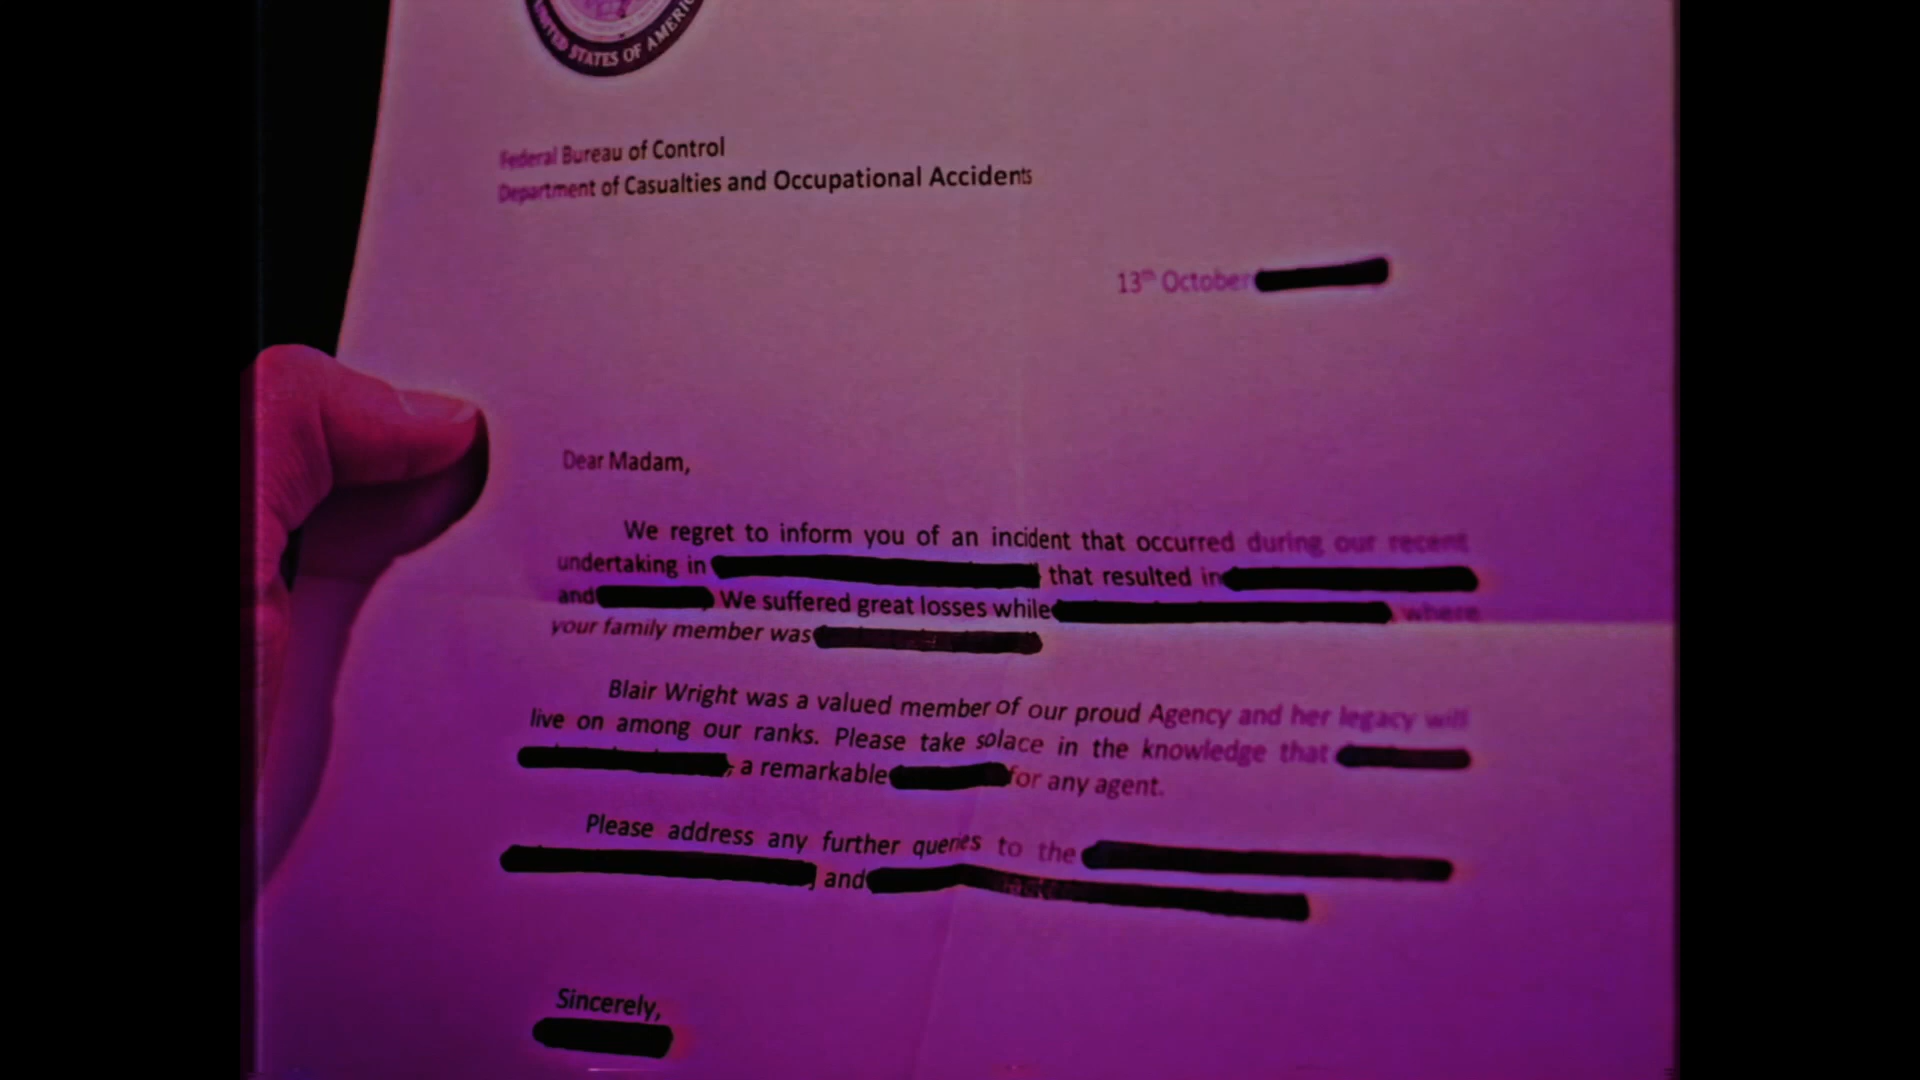 UNITED STATES OF AMERIC
Federal Bureau of Control
Department of Casualties and Occupational Accidents
13th October
Dear Madam,
We regret to inform you of an incident that occurred during our recent
undertaking in that resulted in
and We suffered great losses while where
your family member was
Blair Wright was a valued member of our proud Agency and her legacy will
live on among our ranks. Please take solace in the knowledge that
, a remarkable for any agent.
Please address any further queries to the
, and
Sincerely,